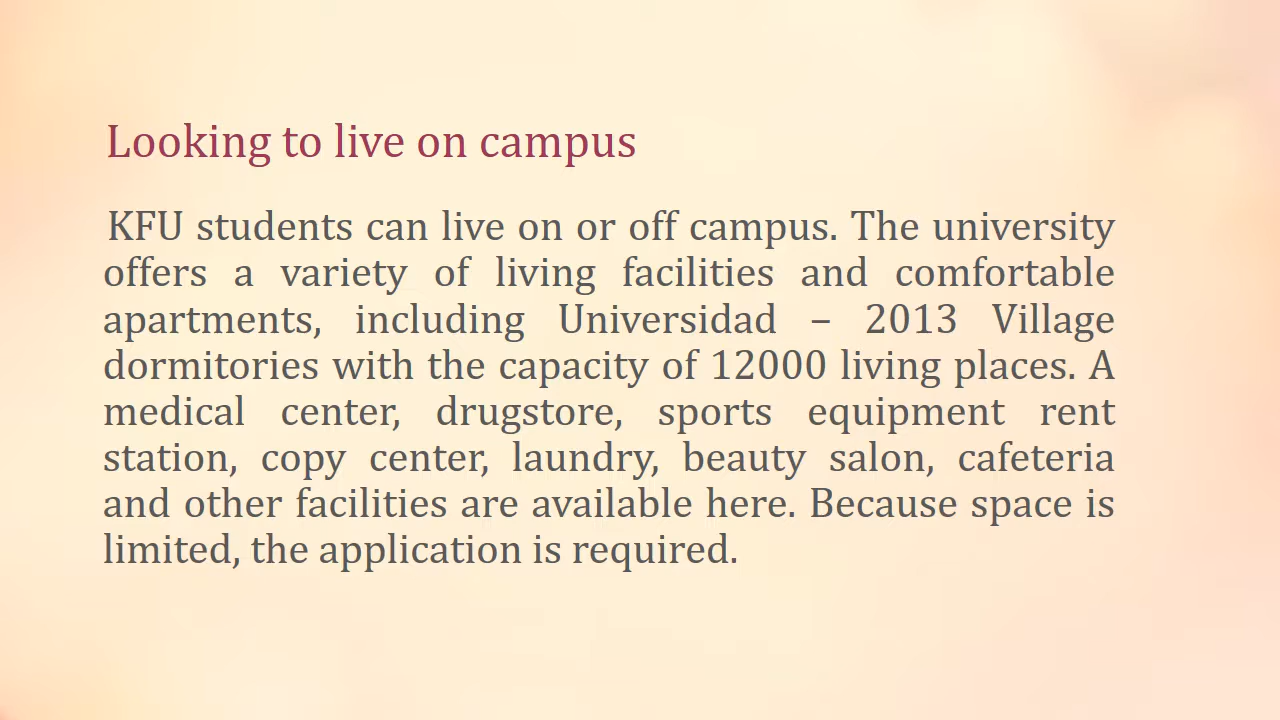 Looking to live on campus
KFU students can live on or off campus. The university
offers a variety of living facilities and comfortable
apartments, including Universidad – 2013 Village
dormitories with the capacity of 12000 living places. A
medical center, drugstore, sports equipment rent
station, copy center, laundry, beauty salon, cafeteria
and other facilities are available here. Because space is
limited, the application is required.